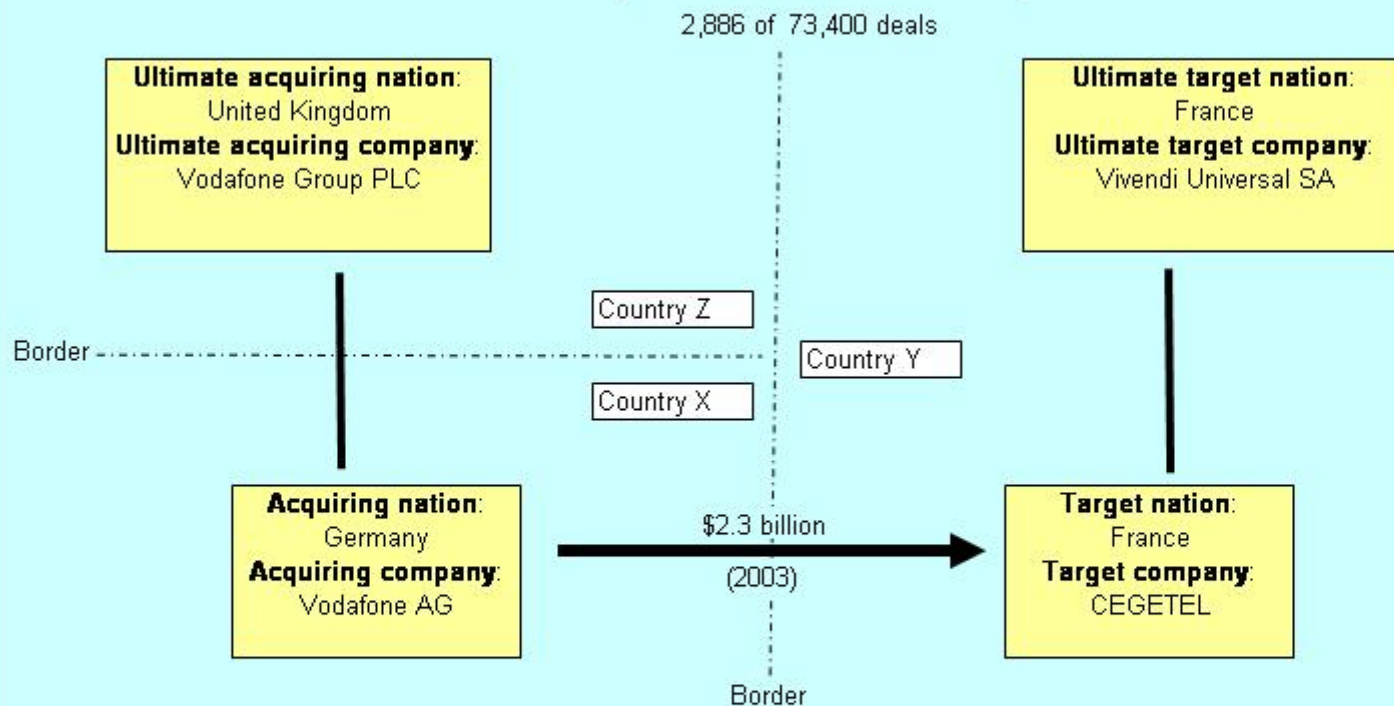 2,886 of 73,400 deals
Ultimate acquiring nation:
United Kingdom
Ultimate acquiring company:
Vodafone Group PLC
Ultimate target nation:
France
Ultimate target company:
Vivendi Universal SA
Country Z
Border
Country Y
Country X
Acquiring nation:
Germany
Acquiring company:
Vodafone AG
$2.3 billion
(2003)
Target nation:
France
Target company:
CEGETEL
Border